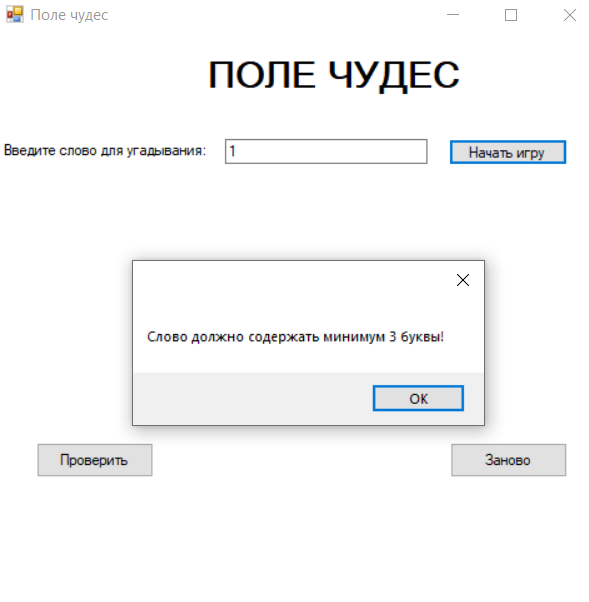 Поле чудес
ПОЛЕ ЧУДЕС
Введите слово для угадывания:
1
Начать игру
Слово должно содержать минимум 3 буквы!
ОК
Проверить
Заново